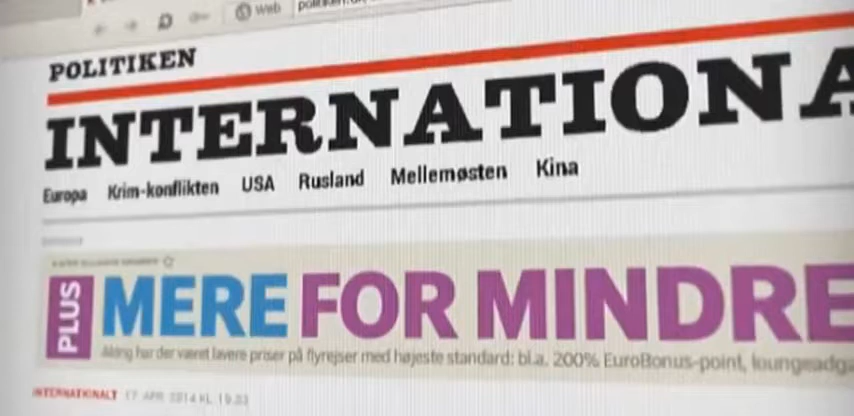 Web
POLITIKEN
INTERNATIONA
Europa Krim-konflikten USA Rusland Mellemøsten Kina
PLUS MERE FOR MINDRE
Aldrig har der været lavere priser på flyrejser med højeste standard: bl.a. 200% EuroBonus-point, loungeadga
INTERNATIONALT 17. APR. 2014 KL. 19.03